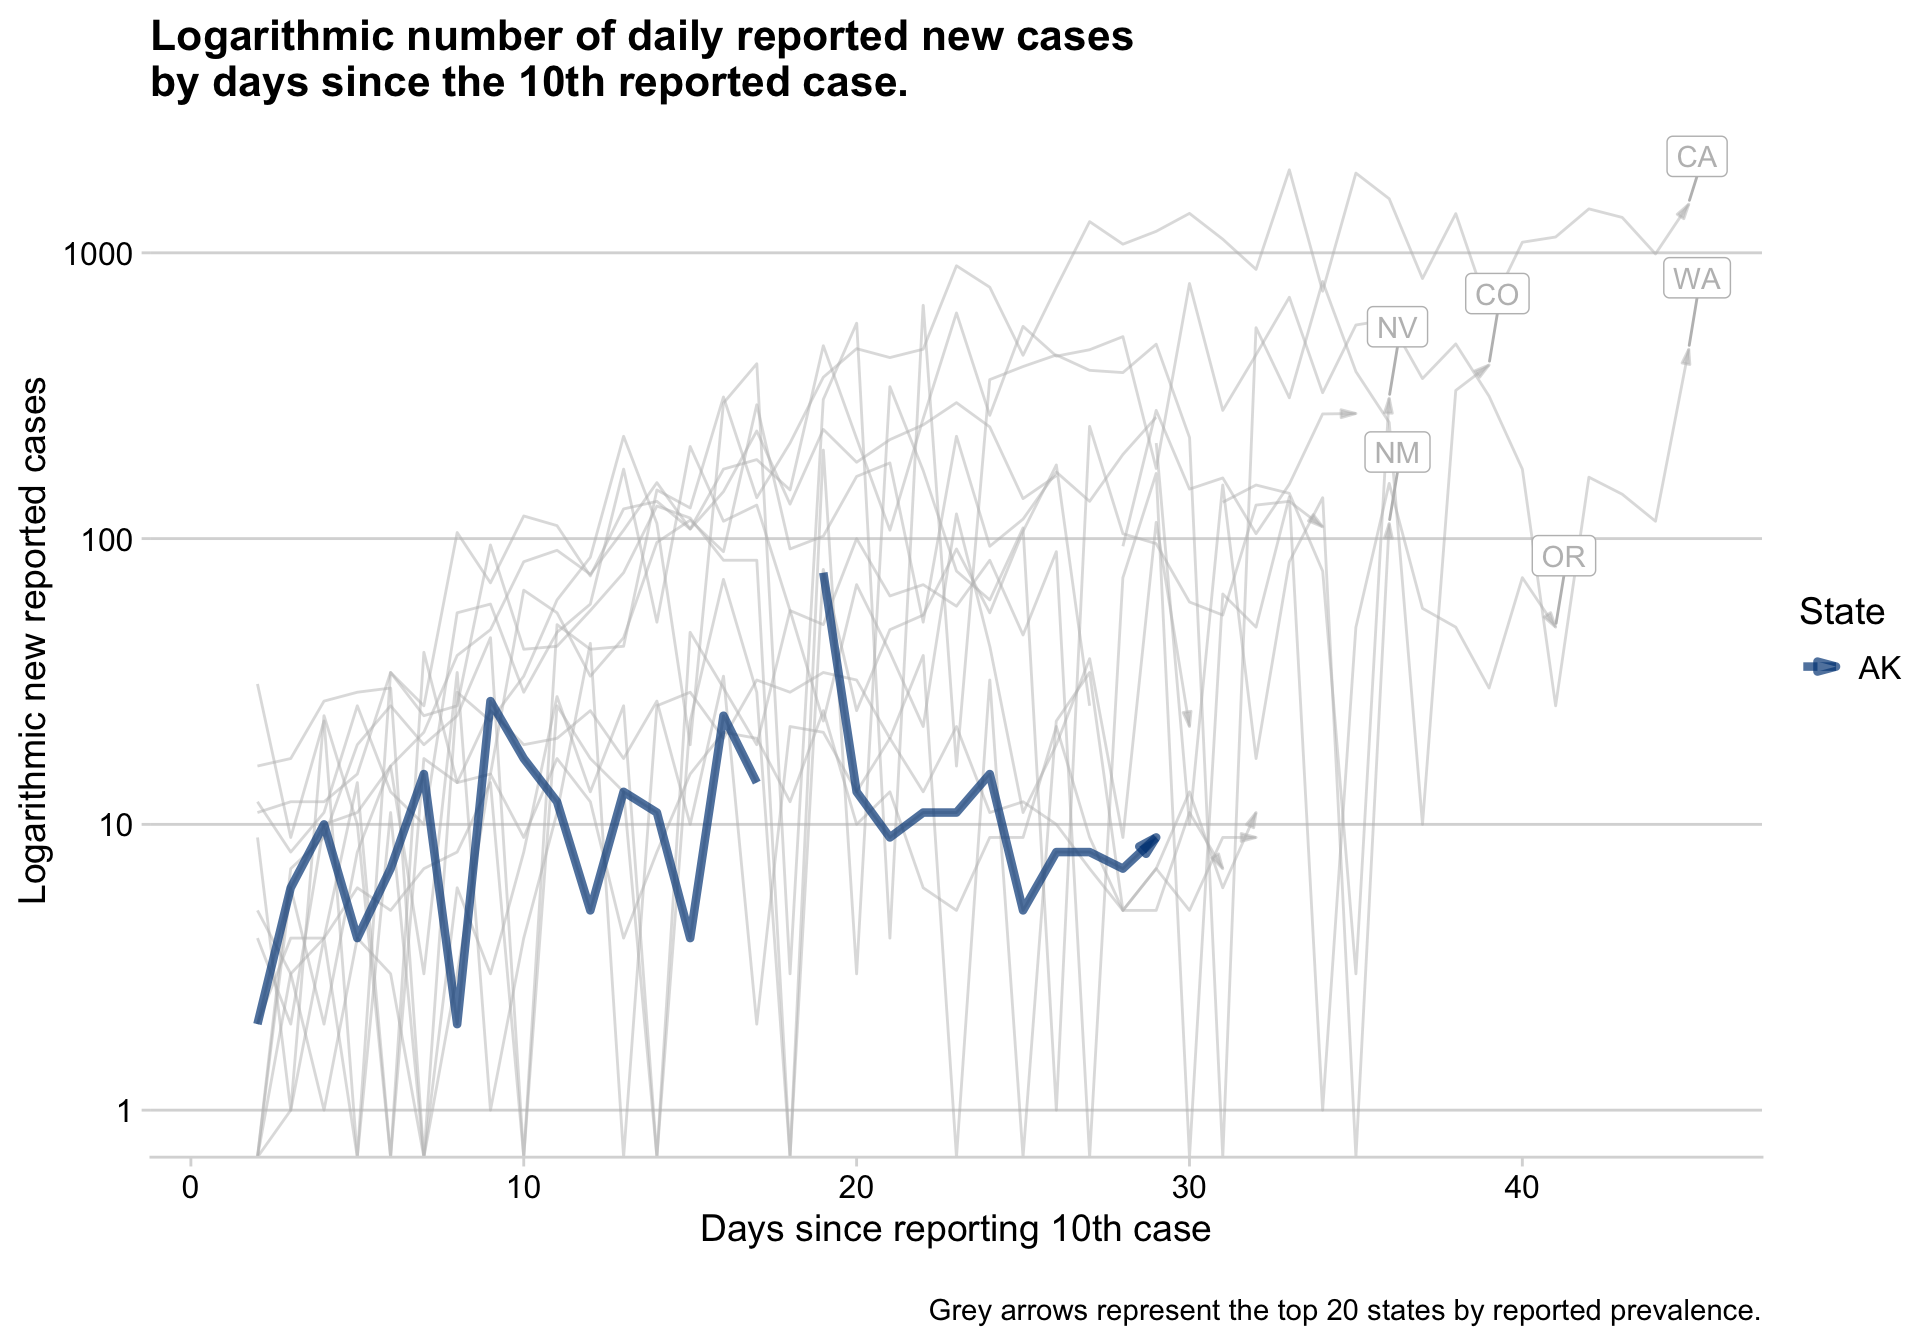 Logarithmic number of daily reported new cases
by days since the 10th reported case.
Logarithmic new reported cases
1000
100
10
1
CA
WA
CO
NV
NM
OR
State
AK
0
10
20
30
40
Days since reporting 10th case
Grey arrows represent the top 20 states by reported prevalence.